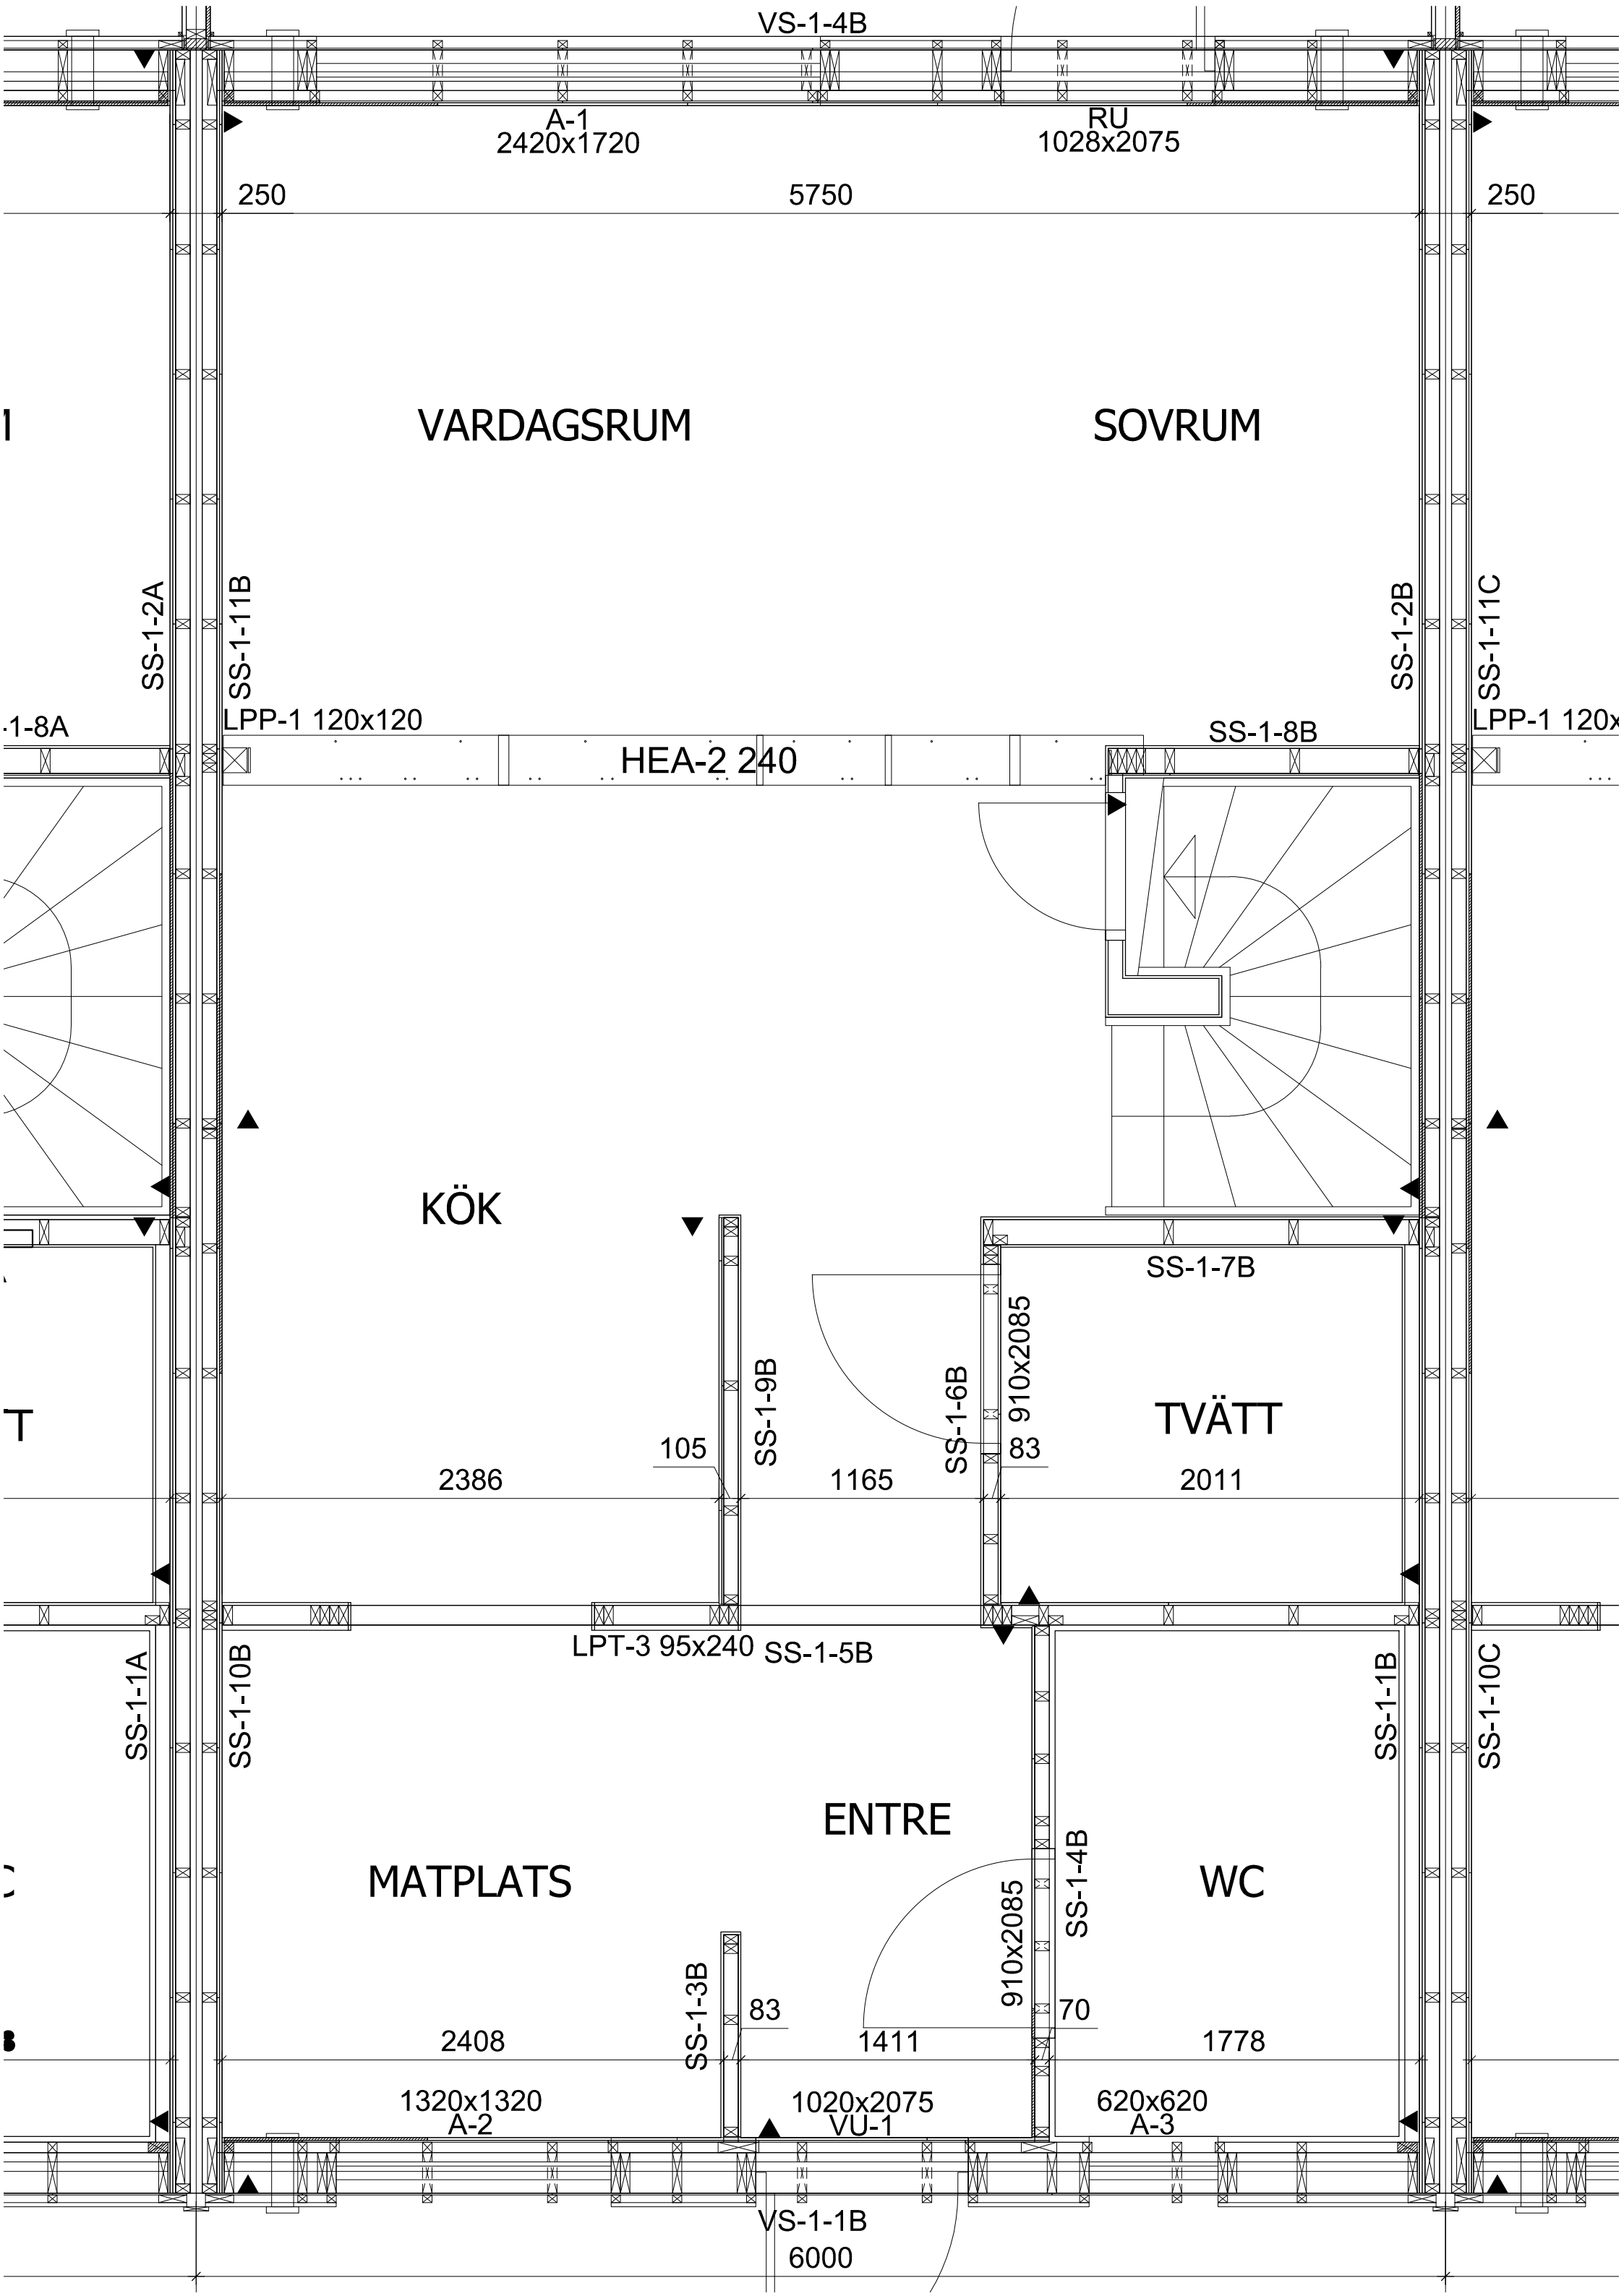 VS-1-4B
A-1
2420x1720
RU
1028x2075
250
5750
250
VARDAGSRUM
SOVRUM
SS-1-2A
SS-1-11B
SS-1-2B
SS-1-11C
-1-8A
LPP-1 120x120
HEA-2 240
SS-1-8B
LPP-1 120x
KÖK
SS-1-7B
910x2085
SS-1-9B
SS-1-6B
TVÄTT
T
105
83
2386
1165
2011
LPT-3 95x240
SS-1-5B
SS-1-1A
SS-1-10B
SS-1-1B
SS-1-10C
ENTRE
MATPLATS
WC
SS-1-4B
910x2085
SS-1-3B
83
70
2408
1411
1778
1320x1320
A-2
1020x2075
VU-1
620x620
A-3
VS-1-1B
6000